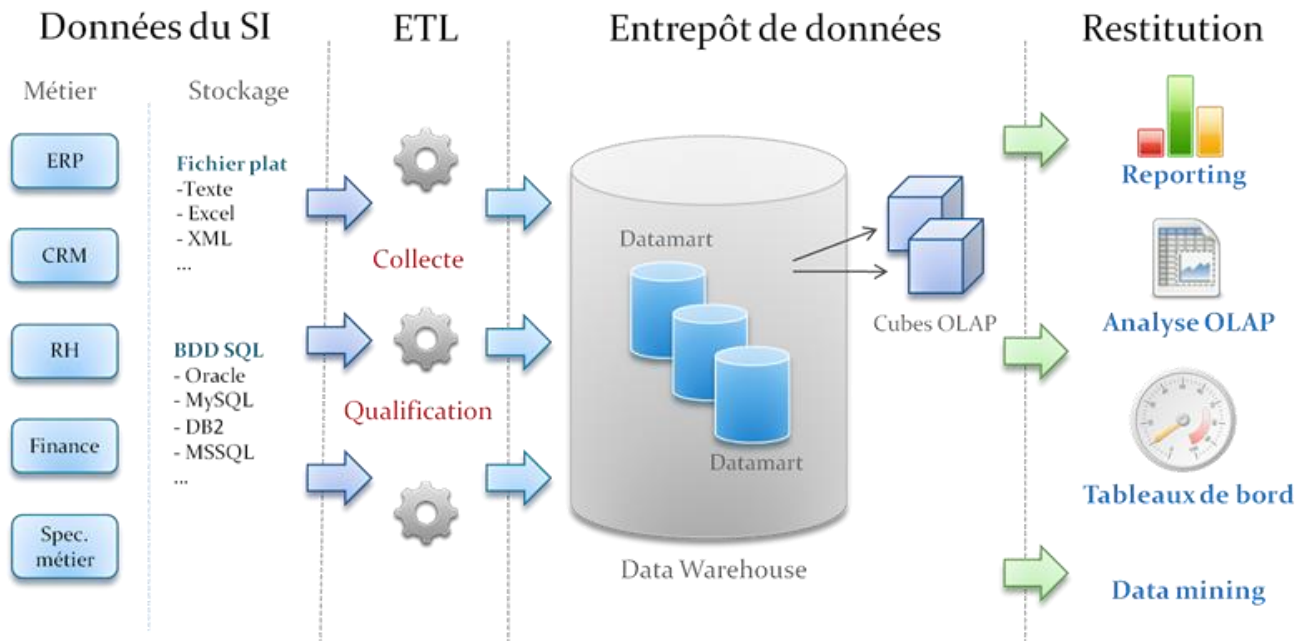 Données du SI
ETL
Entrepôt de données
Restitution
Métier
Stockage
ERP
CRM
RH
Finance
Spec.
métier
Fichier plat
-Texte
- Excel
- XML
...
BDD SQL
- Oracle
- MySQL
- DB2
- MSSQL
...
Collecte
Qualification
Datamart
Datamart
Data Warehouse
Cubes OLAP
Reporting
Analyse OLAP
Tableaux de bord
Data mining